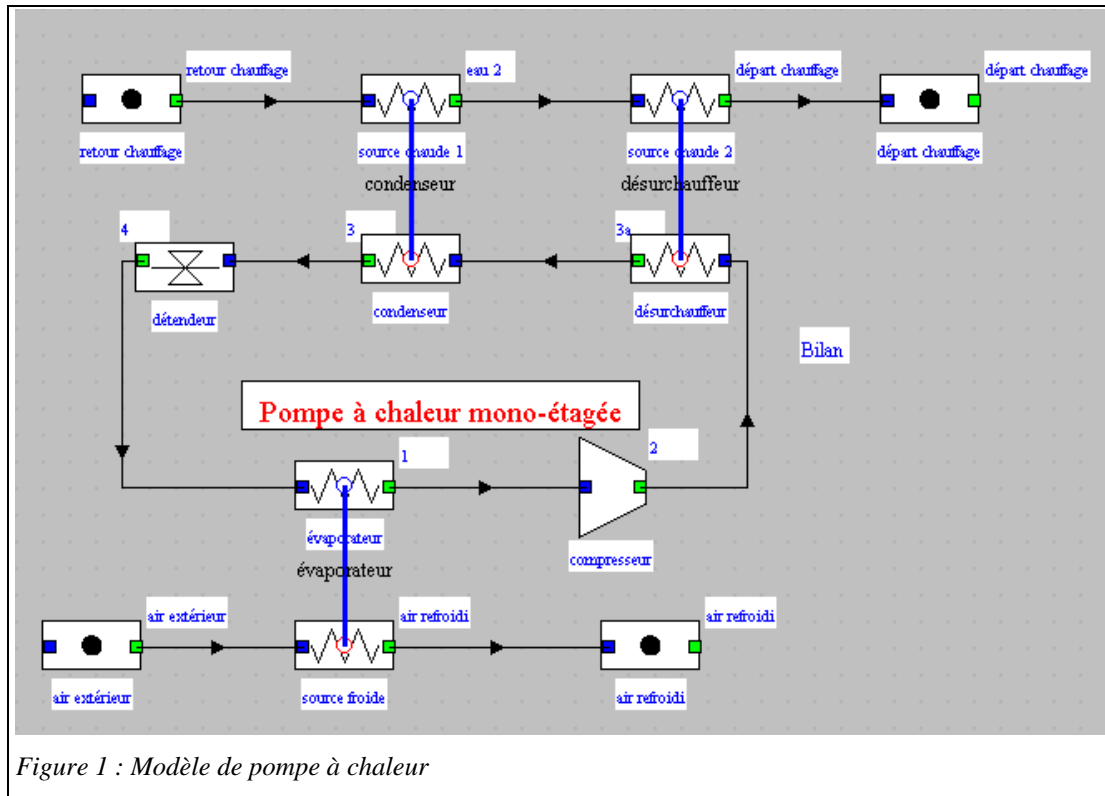 retour chauffage
eau 2
départ chauffage
départ chauffage
retour chauffage
source chaude 1
source chaude 2
départ chauffage
condenseur
désurchauffeur
4
3
3a
détendeur
condenseur
désurchauffeur
Bilan
Pompe à chaleur mono-étagée
1
2
évaporateur
compresseur
évaporateur
air extérieur
air refroidi
air refroidi
air extérieur
source froide
air refroidi
Figure 1 : Modèle de pompe à chaleur